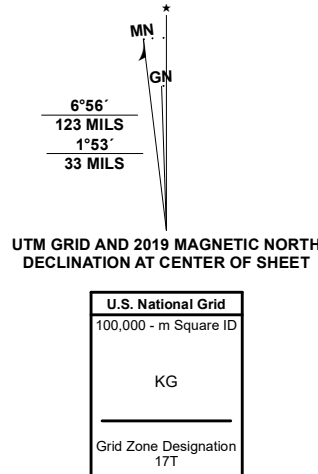 MN
GN
6°56´
123 MILS
1°53´
33 MILS
UTM GRID AND 2019 MAGNETIC NORTH
DECLINATION AT CENTER OF SHEET
U.S. National Grid
100,000 - m Square ID
KG
Grid Zone Designation
17T